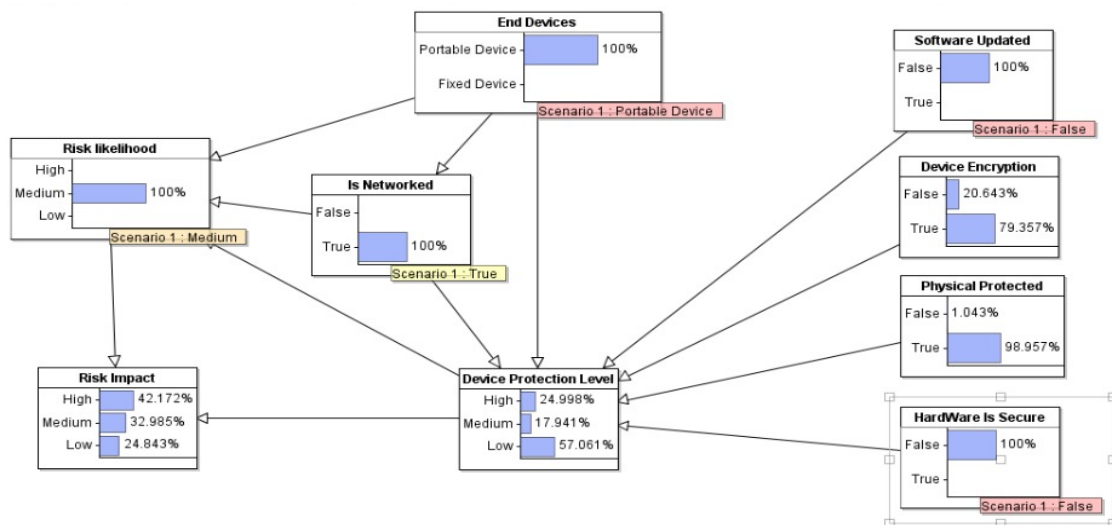 End Devices
Portable Device
100%
Fixed Device
Scenario 1 : Portable Device
Software Updated
False
100%
True
Scenario 1 : False
Risk likelihood
High
Medium
100%
Low
Scenario 1 : Medium
Is Networked
False
True
100%
Scenario 1 : True
Device Encryption
False
20.643%
True
79.357%
Physical Protected
False
1.043%
True
98.957%
Risk Impact
High
42.172%
Medium
32.985%
Low
24.843%
Device Protection Level
High
24.998%
Medium
17.941%
Low
57.061%
HardWare Is Secure
False
100%
True
Scenario 1 : False